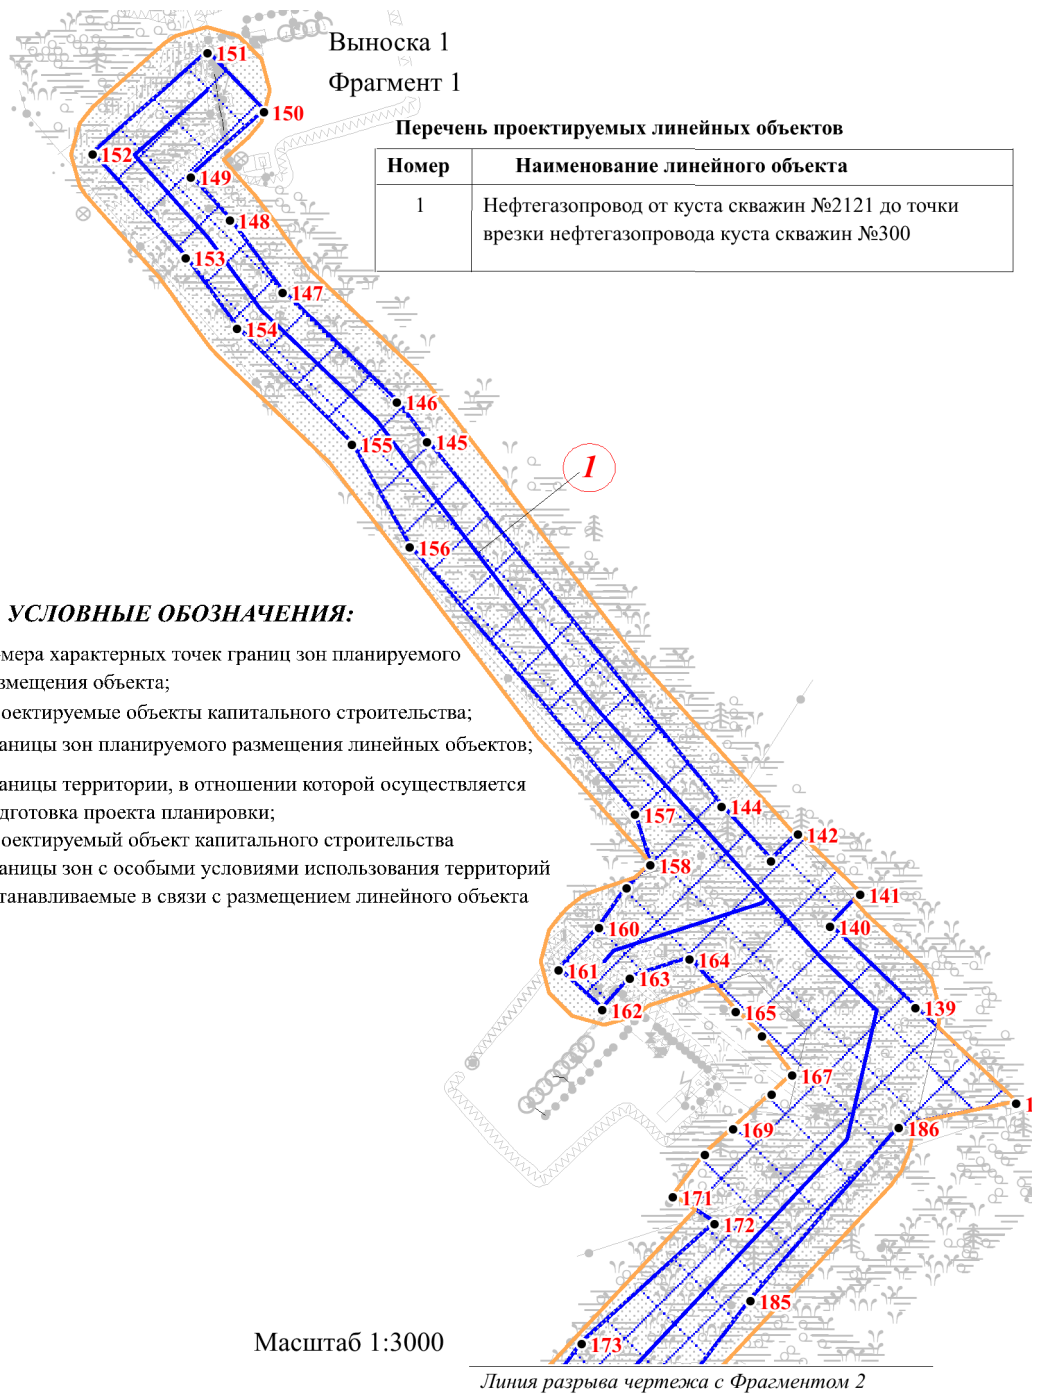 Выноска 1
Фрагмент 1
Перечень проектируемых линейных объектов
Номер
Наименование линейного объекта
1
Нефтегазопровод от куста скважин №2121 до точки
врезки нефтегазопровода куста скважин №300
151
150
152
149
148
153
147
154
146
145
155
1
156
УСЛОВНЫЕ ОБОЗНАЧЕНИЯ:
мера характерных точек границ зон планируемого
змещения объекта;
оектируемые объекты капитального строительства;
аницы зон планируемого размещения линейных объектов;
аницы территории, в отношении которой осуществляется
дготовка проекта планировки;
оектируемый объект капитального строительства
аницы зон с особыми условиями использования территорий
танавливаемые в связи с размещением линейного объекта
144
157
142
158
141
160
140
164
161
163
139
162
165
167
1
186
169
171
172
185
173
Масштаб 1:3000
Линия разрыва чертежа с Фрагментом 2